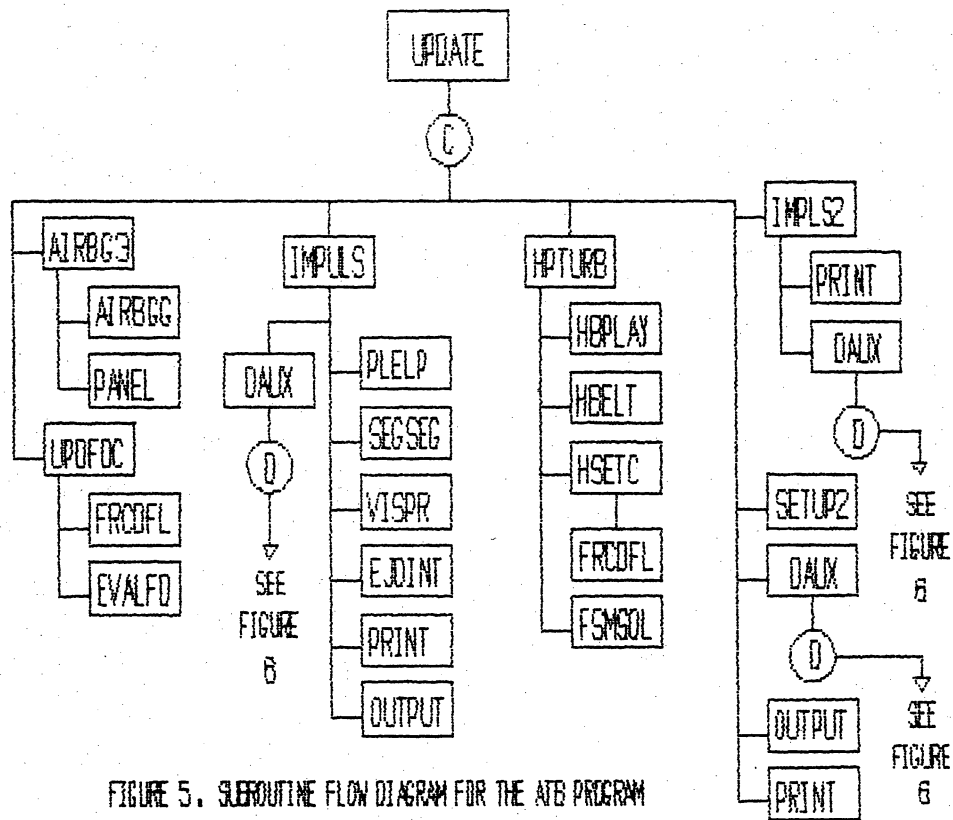 UPDATE
C
AIRBG3
AIRBGG
PANEL
UPDFDC
FRCDFL
EVALFD
IMPULS
DAUX
D
SEE
FIGURE
6
PLELP
SEGSEG
VISPR
EJOINT
PRINT
OUTPUT
HPTURB
HBPLAY
HBELT
HSETC
FRCDFL
FSMSOL
IMPLS2
PRINT
DAUX
D
SEE
FIGURE
6
SETUP2
DAUX
D
SEE
FIGURE
6
OUTPUT
PRINT
FIGURE 5. SUBROUTINE FLOW DIAGRAM FOR THE ATB PROGRAM